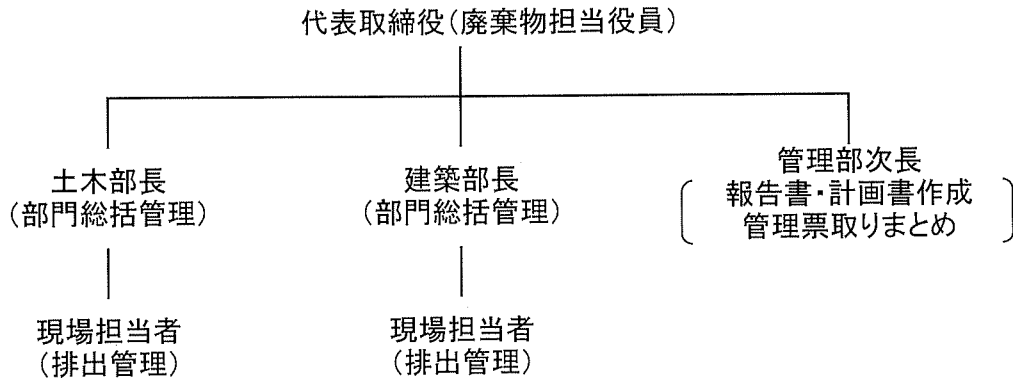 代表取締役(廃棄物担当役員)
土木部長
(部門総括管理)
建築部長
(部門総括管理)
管理部次長
報告書・計画書作成
管理票取りまとめ
現場担当者
(排出管理)
現場担当者
(排出管理)